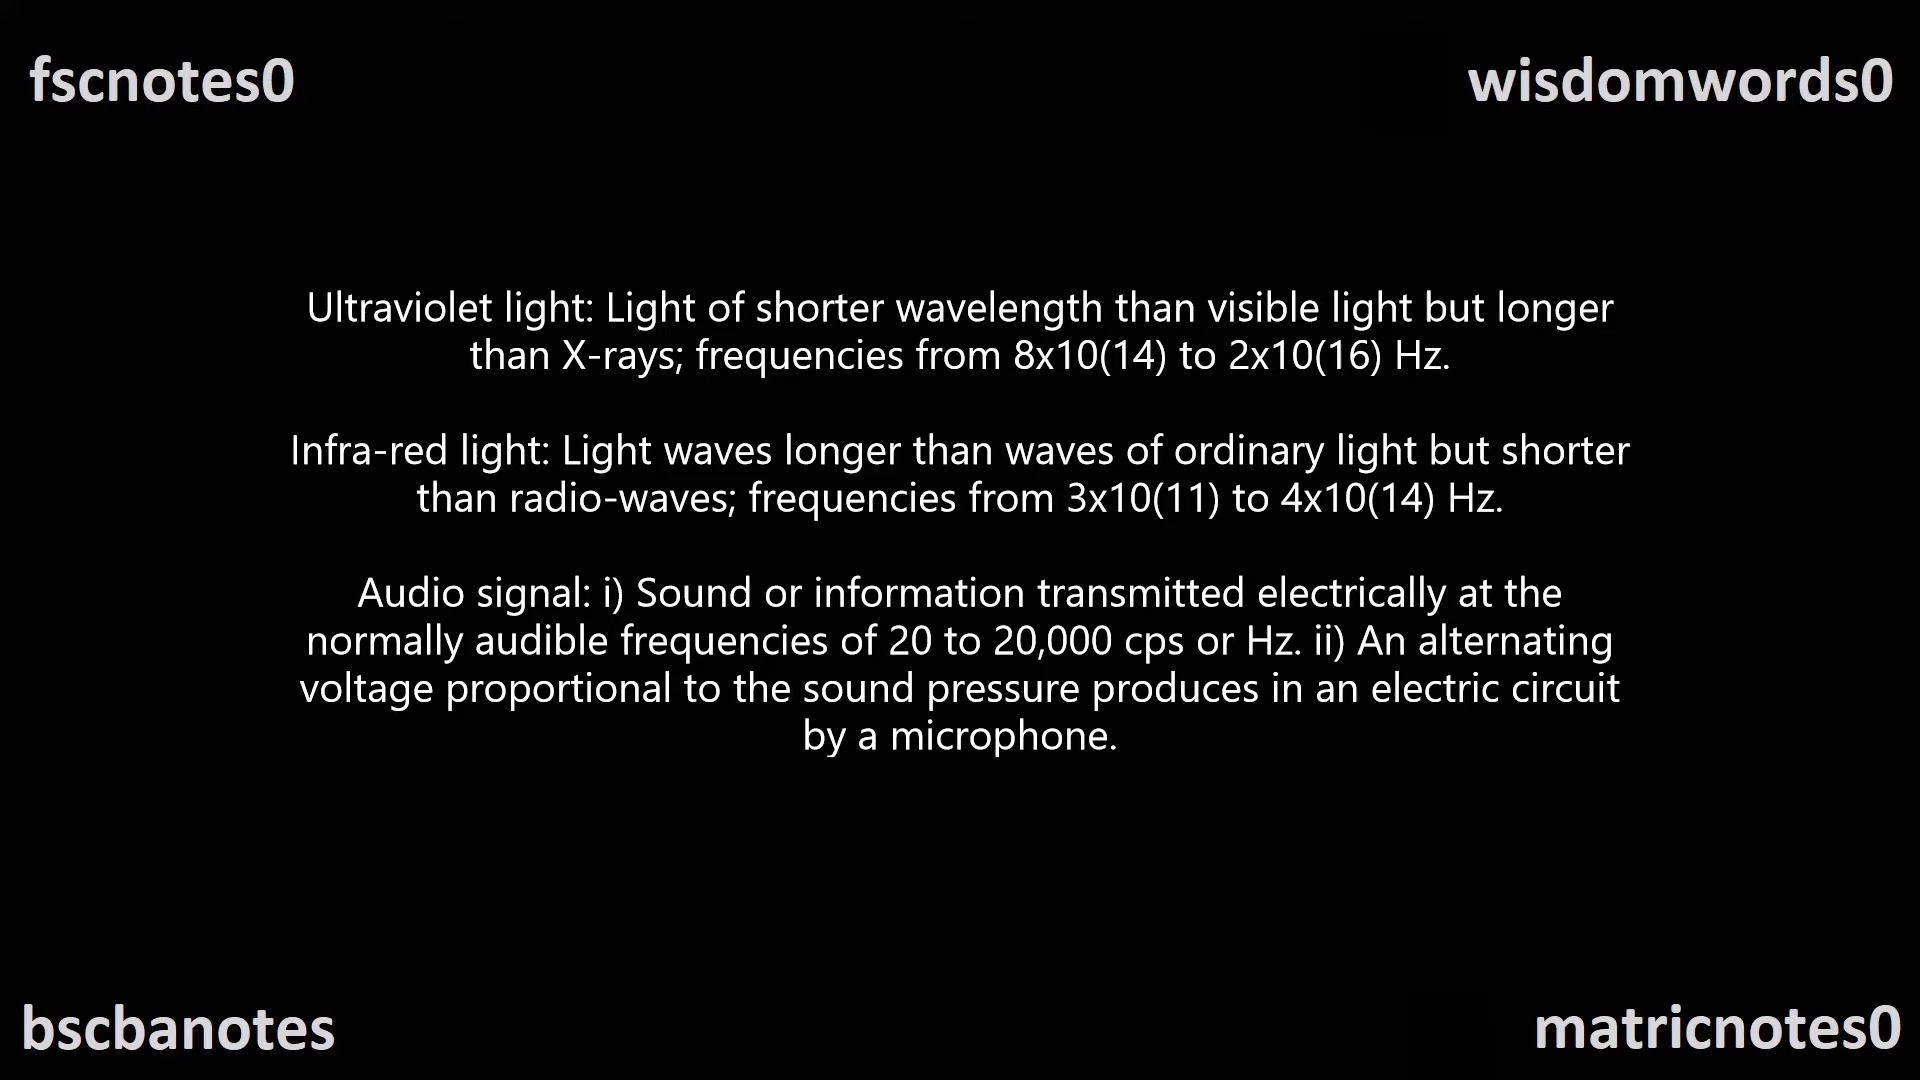 fscnotes0
wisdomwords0
Ultraviolet light: Light of shorter wavelength than visible light but longer
than X-rays; frequencies from 8x10(14) to 2x10(16) Hz.
Infra-red light: Light waves longer than waves of ordinary light but shorter
than radio-waves; frequencies from 3x10(11) to 4x10(14) Hz.
Audio signal: i) Sound or information transmitted electrically at the
normally audible frequencies of 20 to 20,000 cps or Hz. ii) An alternating
voltage proportional to the sound pressure produces in an electric circuit
by a microphone.
bscbanotes
matricnotes0